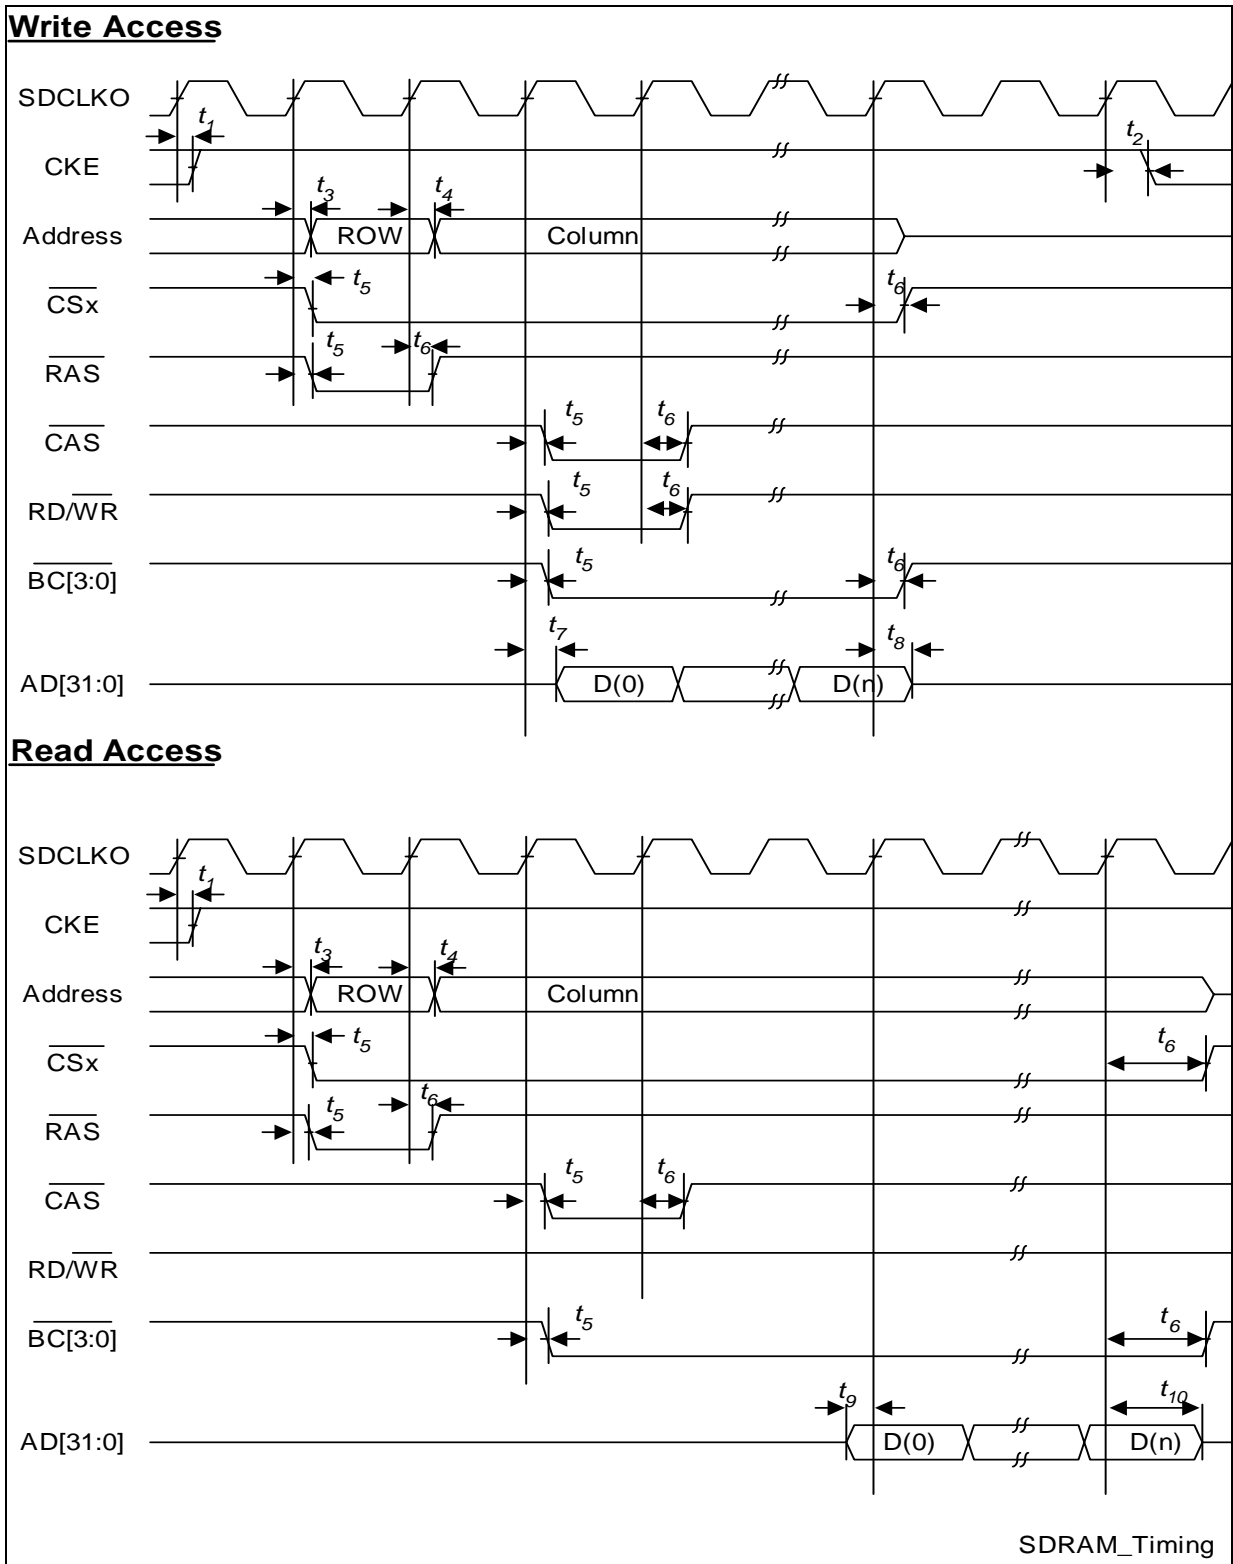 Write Access
SDCLKO
t1
CKE
t2
t3
t4
Address
ROW
Column
CSx
t5
t6
RAS
t5
t6
CAS
t5
t6
RD/WR
t5
t6
BC[3:0]
t5
t6
t7
t8
AD[31:0]
D(0)
D(n)
Read Access
SDCLKO
t1
CKE
t3
t4
Address
ROW
Column
CSx
t5
t6
RAS
t5
t6
CAS
t5
t6
RD/WR
BC[3:0]
t5
t6
t9
t10
AD[31:0]
D(0)
D(n)
SDRAM_Timing